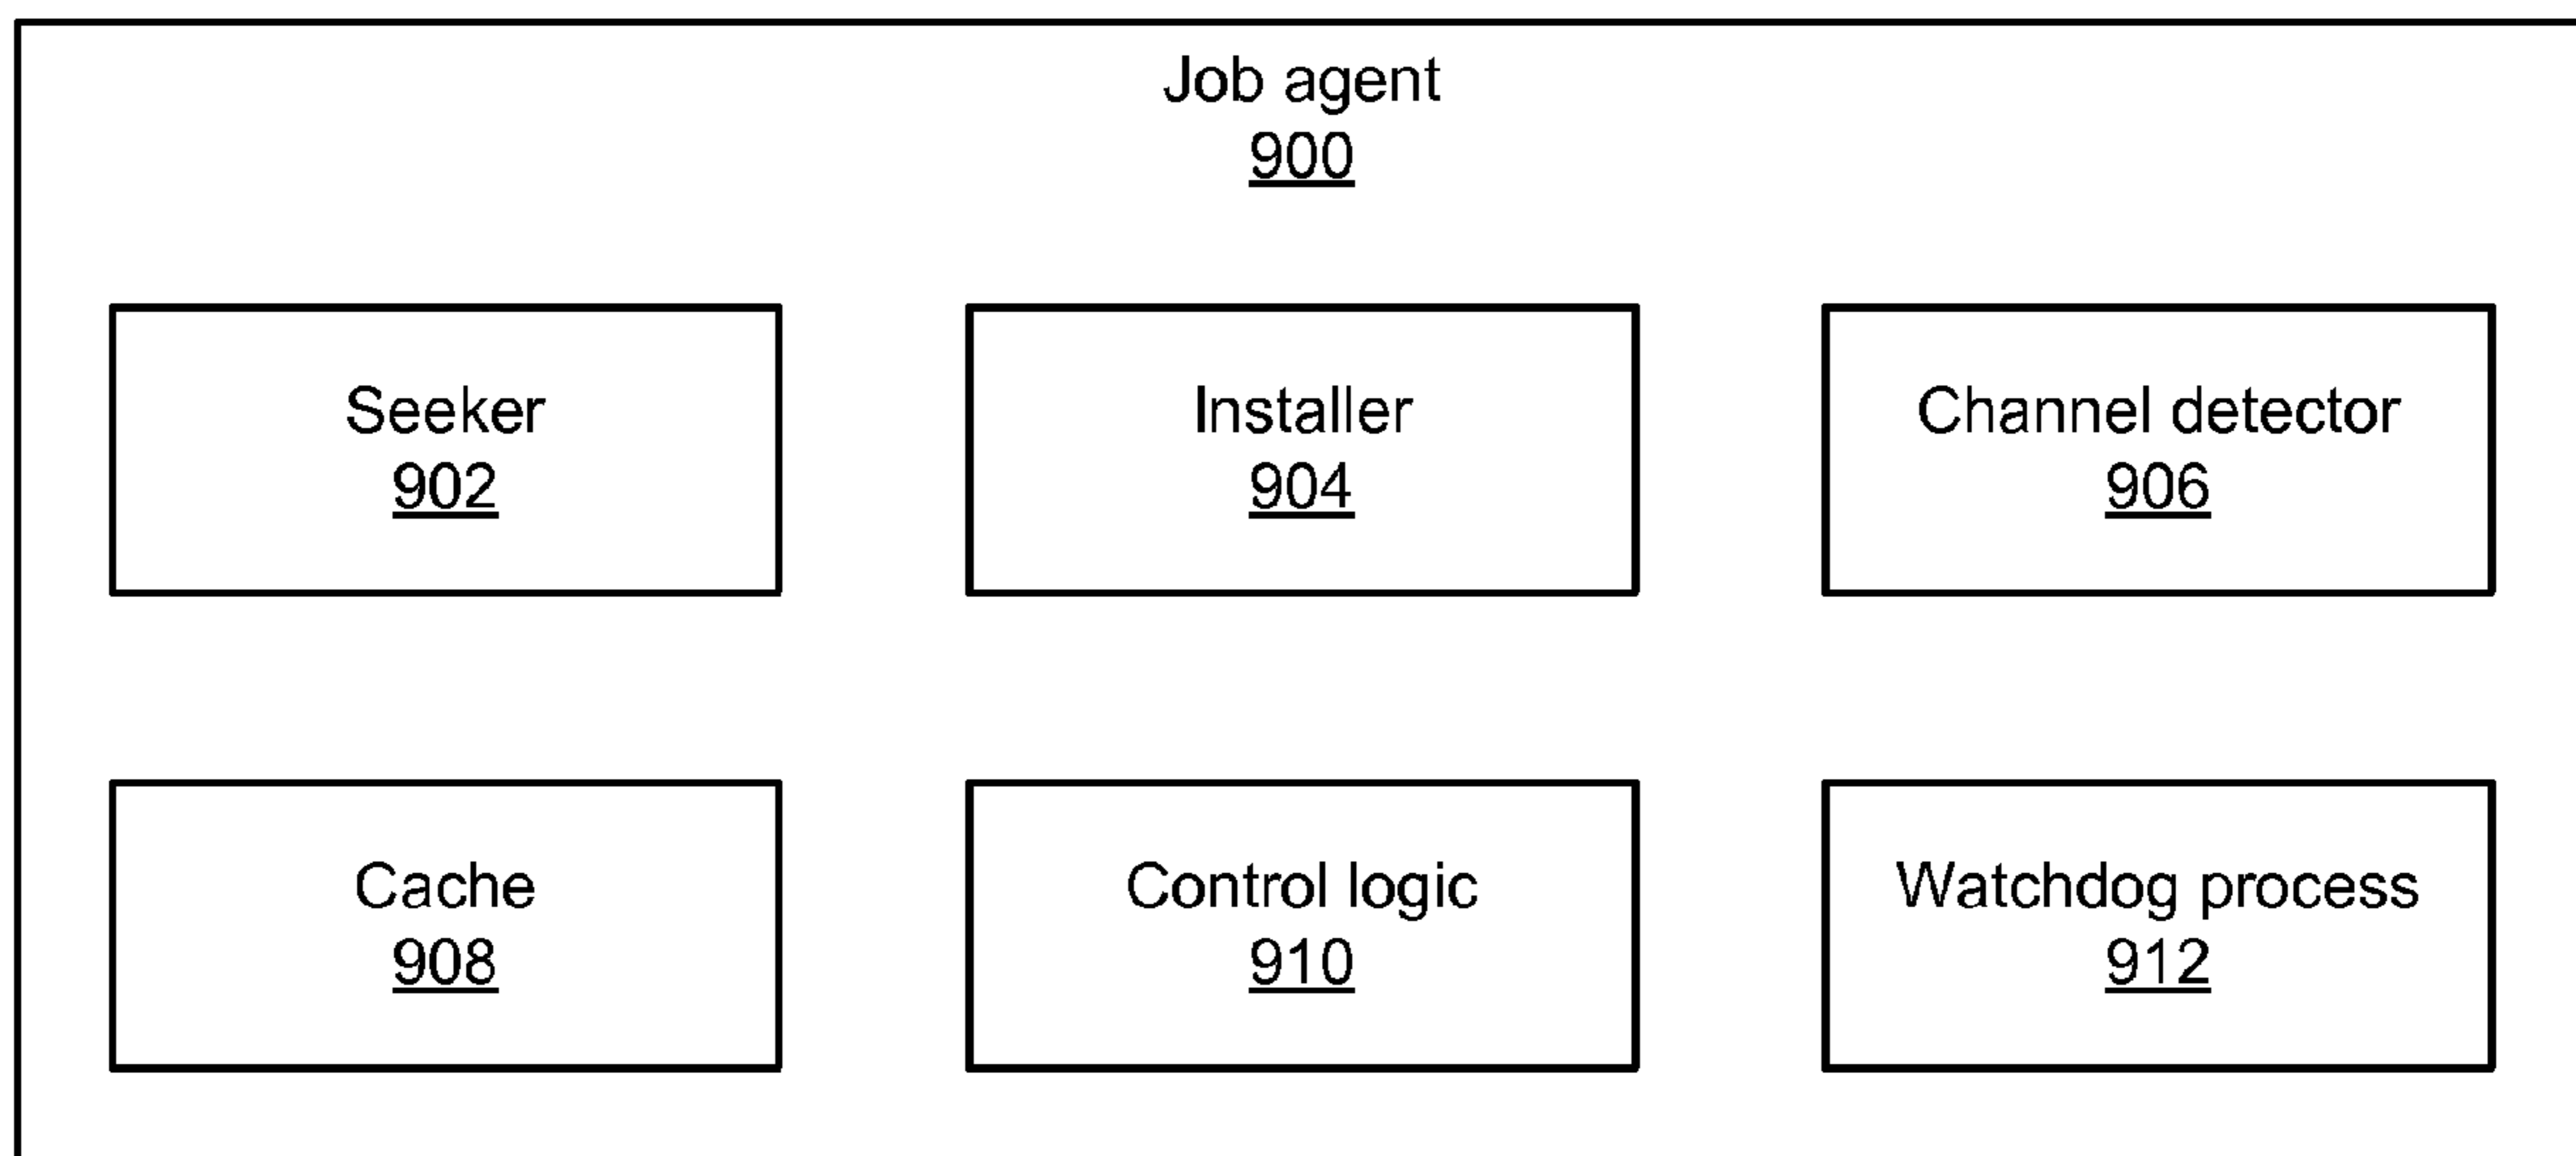 Job agent
900
Seeker
902
Installer
904
Channel detector
906
Cache
908
Control logic
910
Watchdog process
912